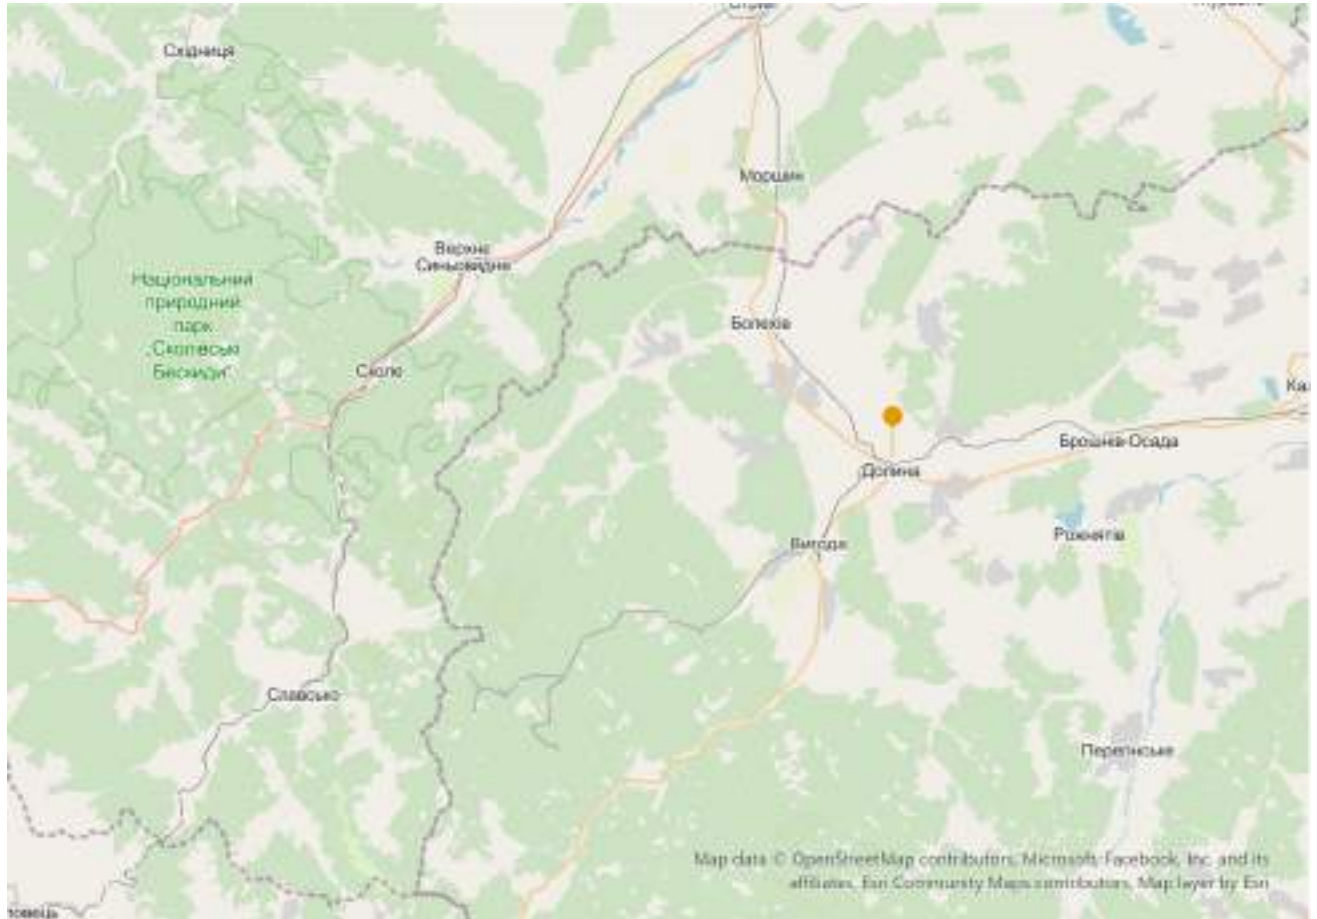 Східниця
Моршин
Верхнє
Синьовидне
Національний
природний
парк
„Сколівські
Бескиди“
Болехів
Сколе
Брошнів-Осада
Долина
Рожнятів
Вигода
Славсько
Перегінське
Map data © OpenStreetMap contributors, Microsoft, Facebook, Inc. and its
affiliates, Esri Community Maps contributors, Map layer by Esri